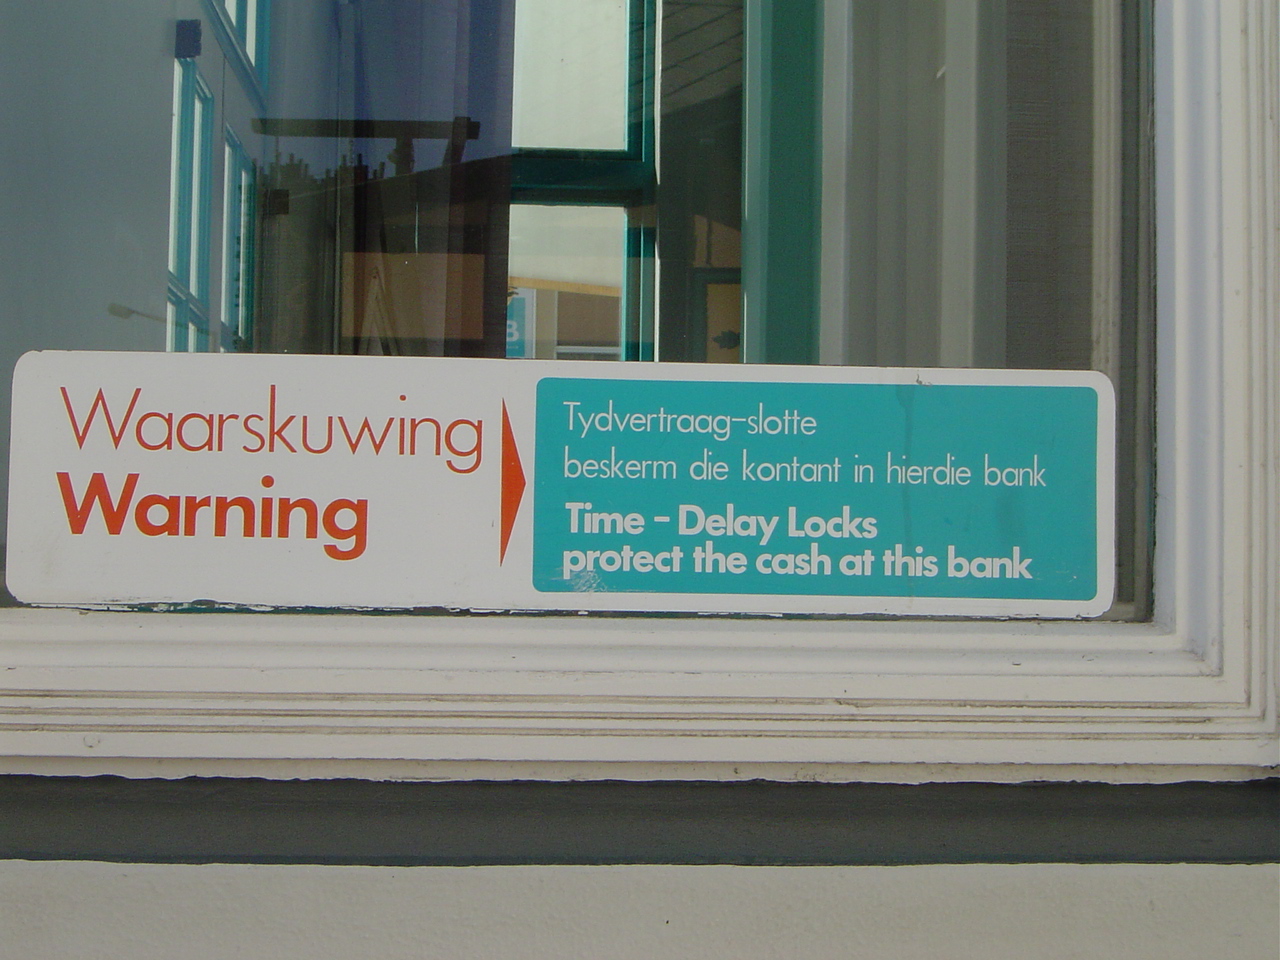 Waarskuwing
Warning
Tydvertraag-slotte
beskerm die kontant in hierdie bank
Time - Delay Locks
protect the cash at this bank
B